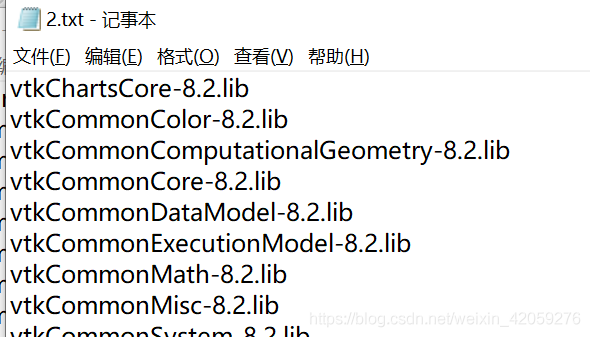 2.txt - 记事本
文件(F) 编辑(E) 格式(O) 查看(V) 帮助(H)
vtkChartsCore-8.2.lib
vtkCommonColor-8.2.lib
vtkCommonComputationalGeometry-8.2.lib
vtkCommonCore-8.2.lib
vtkCommonDataModel-8.2.lib
vtkCommonExecutionModel-8.2.lib
vtkCommonMath-8.2.lib
vtkCommonMisc-8.2.lib
https://blog.csdn.net/weixin_42059276
vtkCommonSystem-8.2.lib